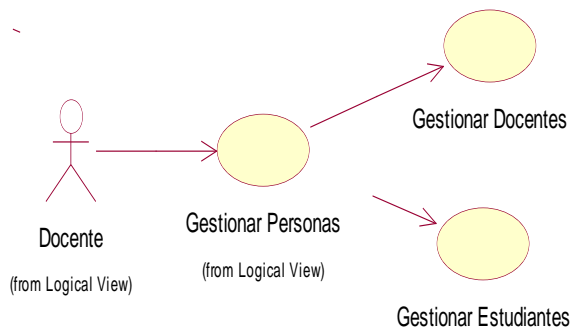 Gestionar Docentes
Gestionar Personas
(from Logical View)
Docente
(from Logical View)
Gestionar Estudiantes